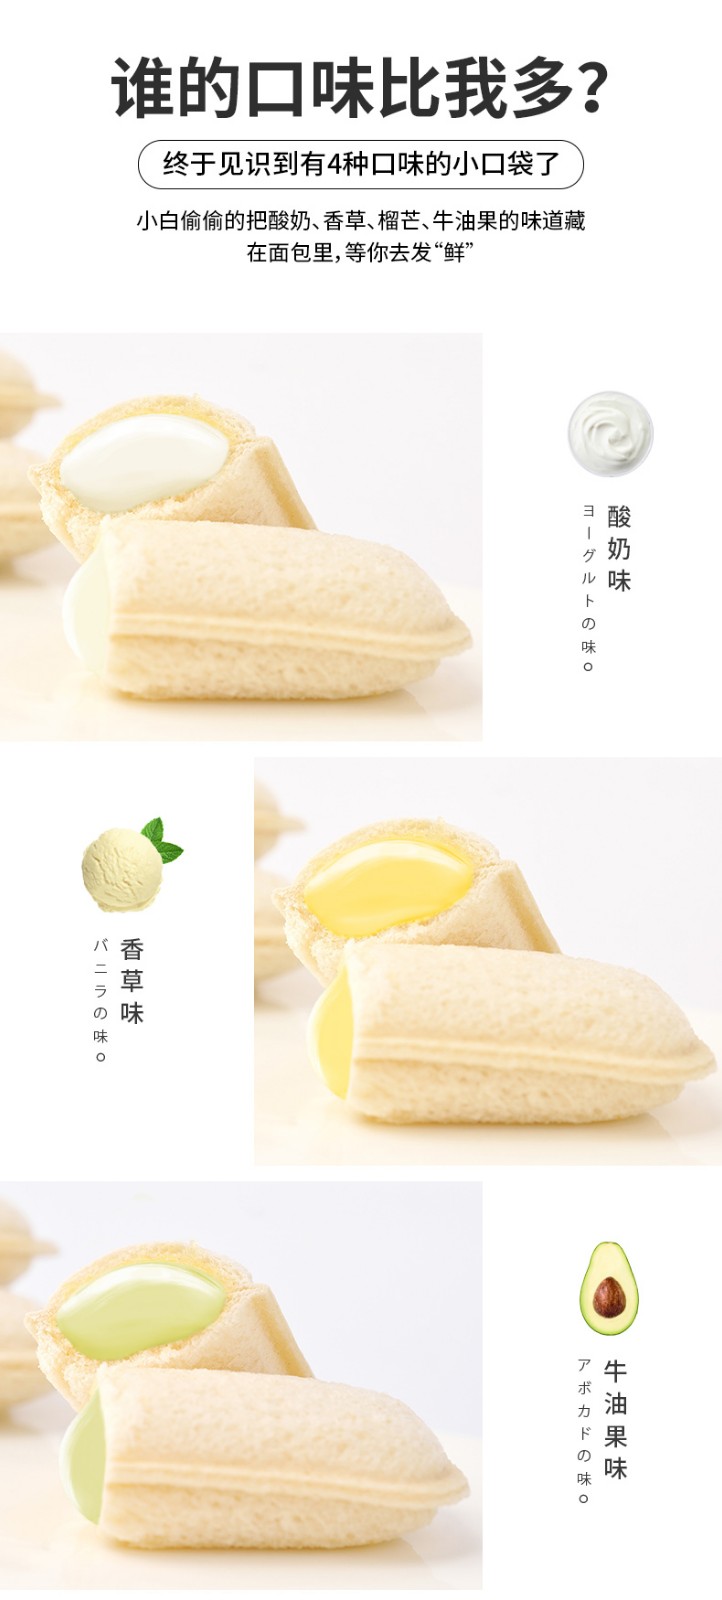 谁的口味比我多？
终于见识到有4种口味的小口袋了
小白偷偷的把酸奶、香草、榴芒、牛油果的味道藏
在面包里，等你去发“鲜”
酸奶味
ヨーグルトの味。
香草味
バニラの味。
牛油果味
アボカドの味。